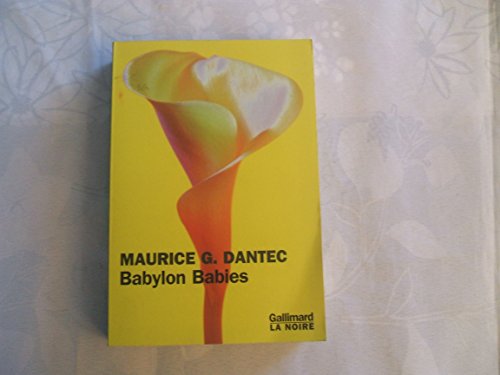 MAURICE G. DANTEC
Babylon Babies
Gallimard
LA NOIRE